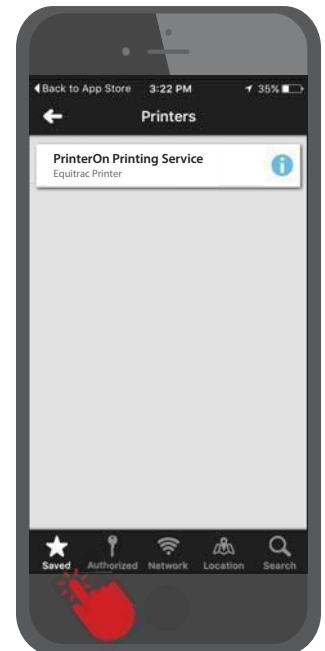 Back to App Store 3:22 PM 35%
Printers
PrinterOn Printing Service
Equitrac Printer
Saved Authorized Network Location Search